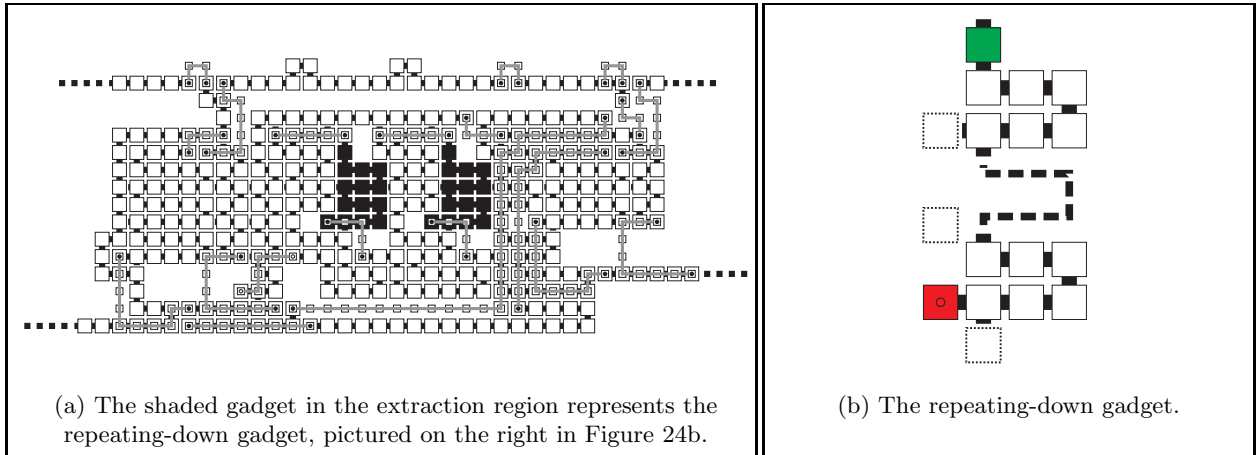 (a) The shaded gadget in the extraction region represents the
repeating-down gadget, pictured on the right in Figure 24b.
(b) The repeating-down gadget.